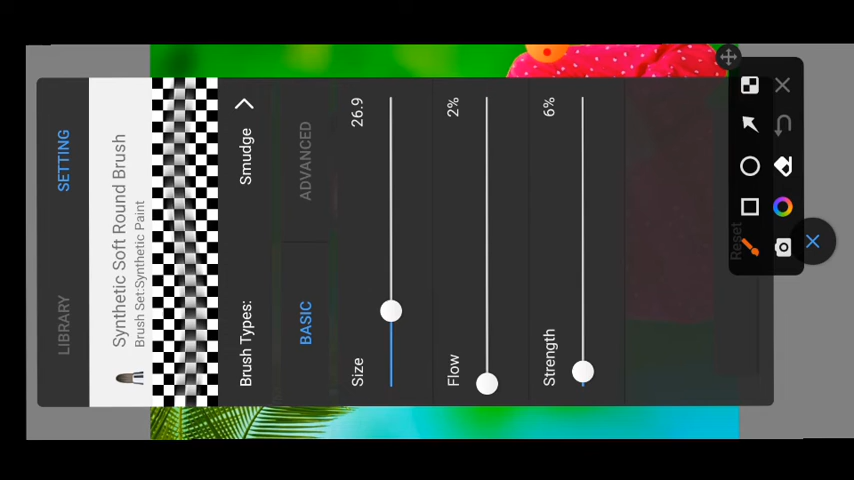 LIBRARY
SETTING
Synthetic Soft Round Brush
Brush Set:Synthetic Paint
Brush Types:
Smudge
BASIC
ADVANCED
Size
26.9
Flow
2%
Strength
6%
Reset